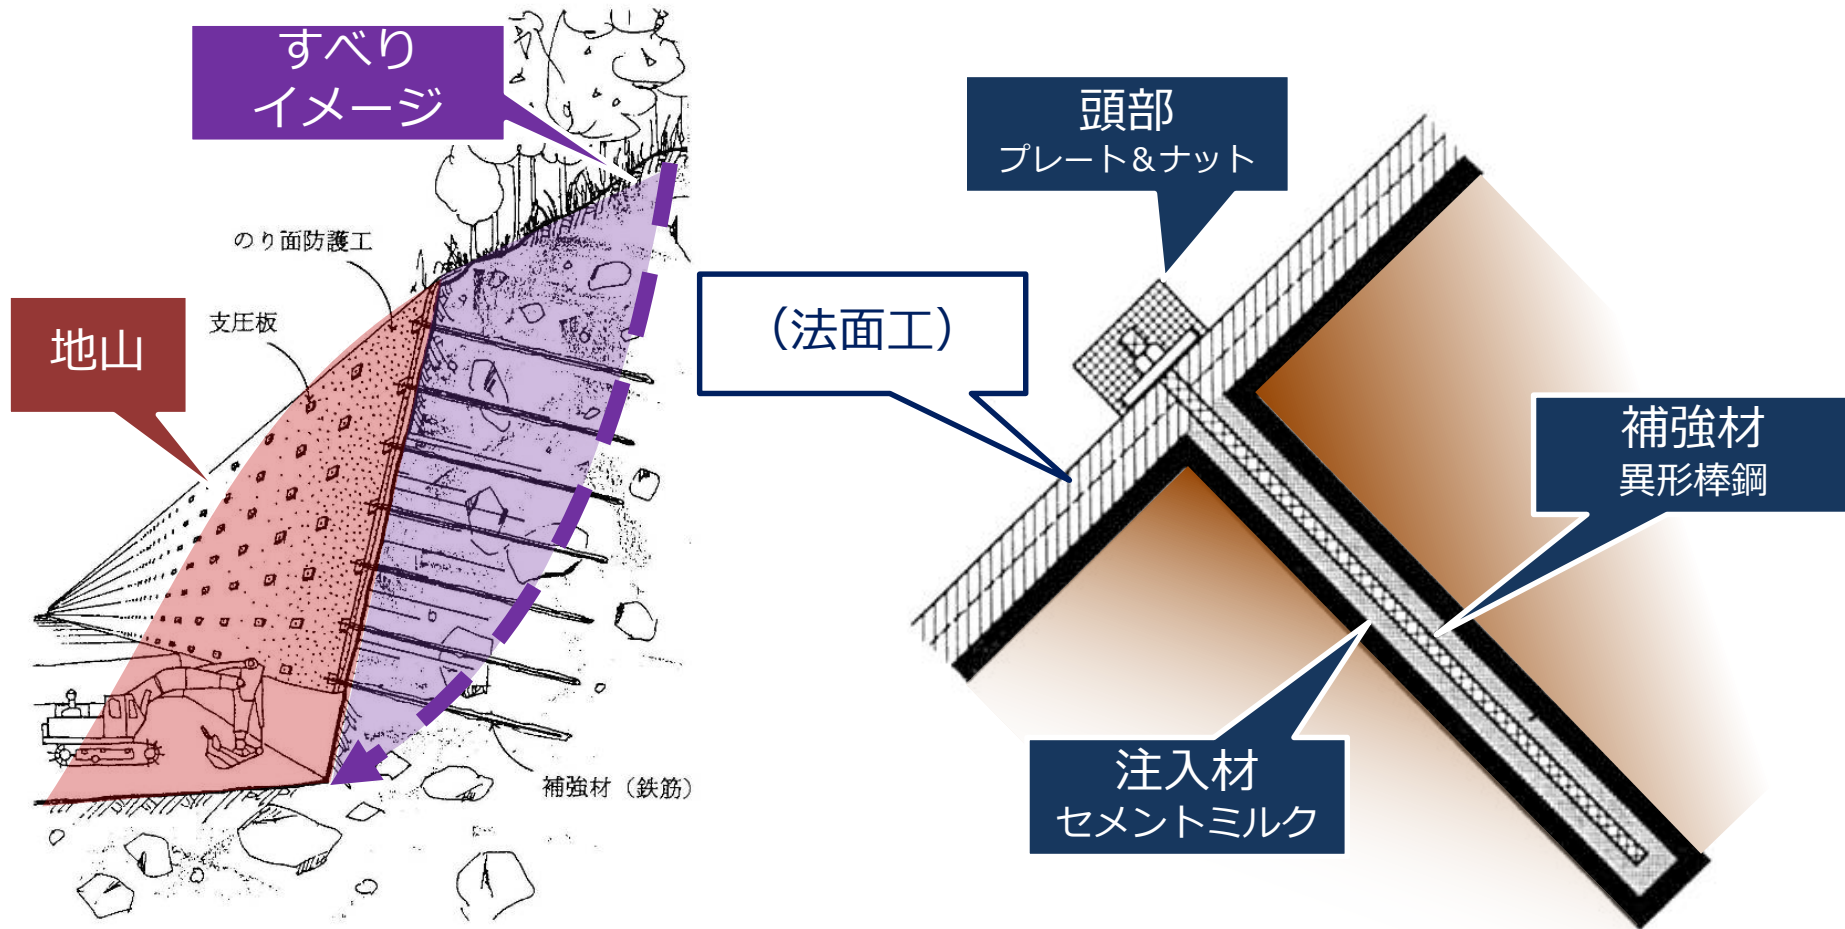 すべり
イメージ
のり面防護工
支圧板
地山
補強材（鉄筋）
頭部
プレート＆ナット
（法面工）
補強材
異形棒鋼
注入材
セメントミルク